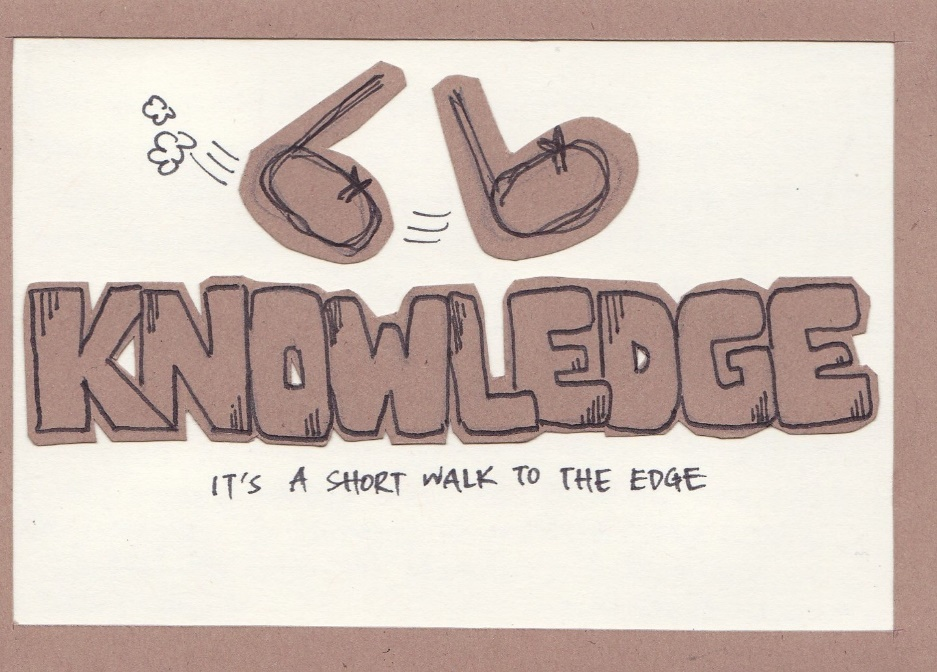 KNOWLEDGE
IT'S A SHORT WALK TO THE EDGE